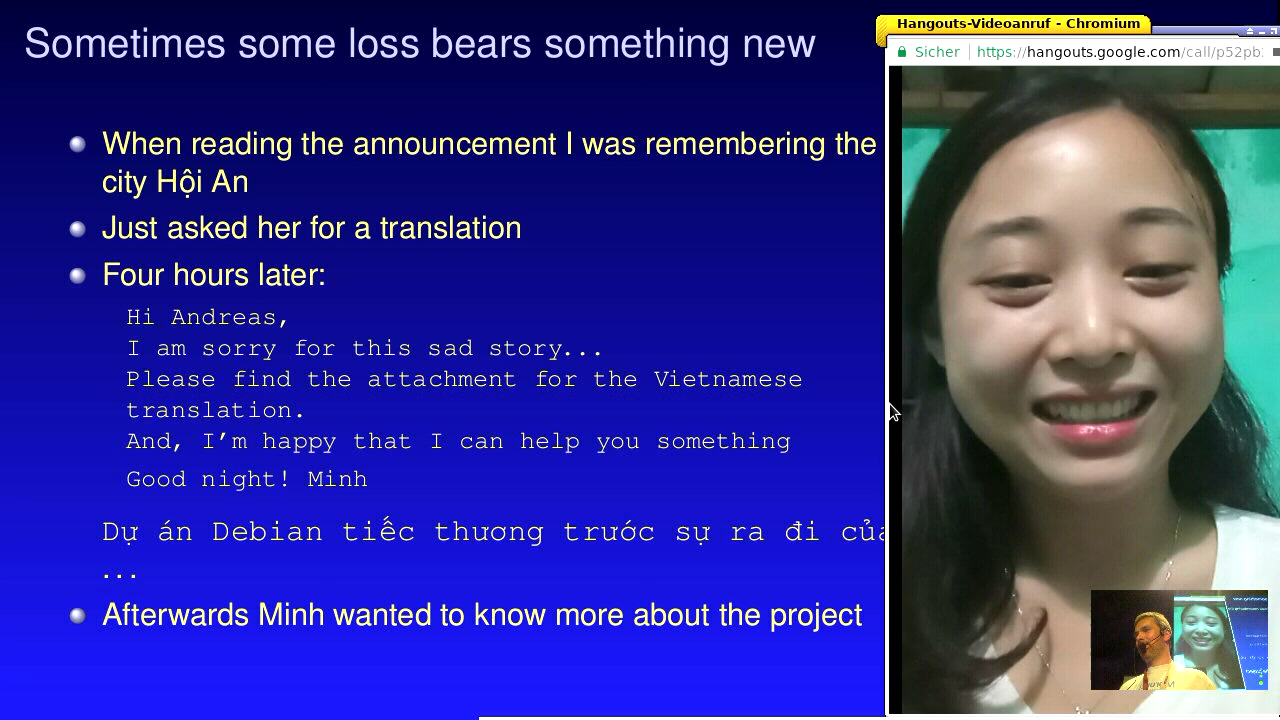 Sometimes some loss bears something new
Hangouts-Videoanruf - Chromium
Sicher
https://hangouts.google.com/call/p52pb
When reading the announcement I was remembering the
city Hội An
Just asked her for a translation
Four hours later:
Hi Andreas,
I am sorry for this sad story...
Please find the attachment for the Vietnamese
translation.
And, I’m happy that I can help you something
Good night! Minh
Dự án Debian tiếc thương trước sự ra đi của
...
Afterwards Minh wanted to know more about the project